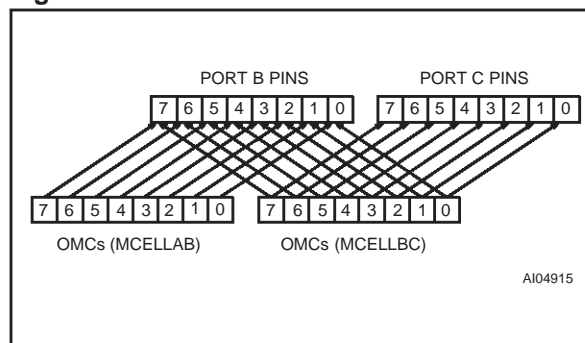 PORT B PINS PORT C PINS
7 6 5 4 3 2 1 0 7 6 5 4 3 2 1 0
7 6 5 4 3 2 1 0 7 6 5 4 3 2 1 0
OMCs (MCELLAB) OMCs (MCELLBC)
AI04915